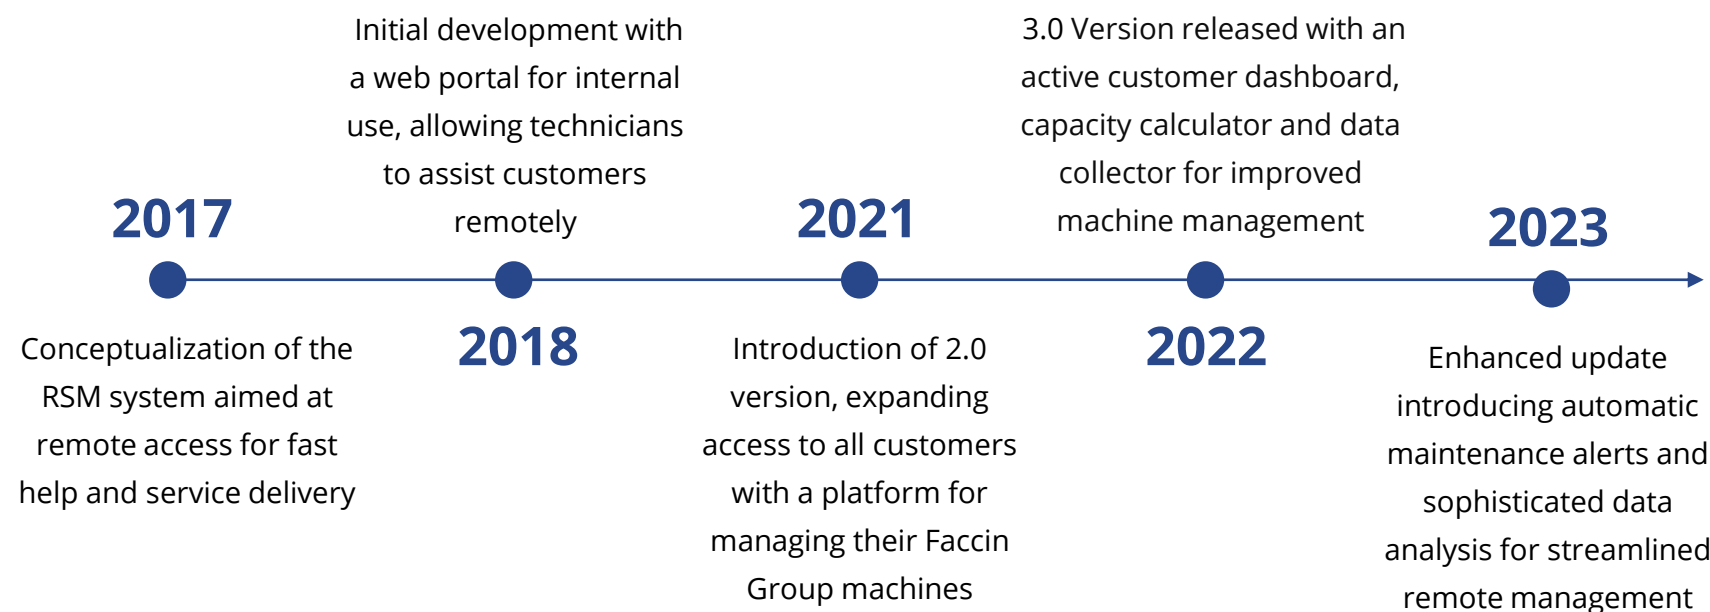 2017
Conceptualization of the
RSM system aimed at
remote access for fast
help and service delivery
Initial development with
a web portal for internal
use, allowing technicians
to assist customers
remotely
2018
2021
Introduction of 2.0
version, expanding
access to all customers
with a platform for
managing their Faccin
Group machines
3.0 Version released with an
active customer dashboard,
capacity calculator and data
collector for improved
machine management
2022
2023
Enhanced update
introducing automatic
maintenance alerts and
sophisticated data
analysis for streamlined
remote management